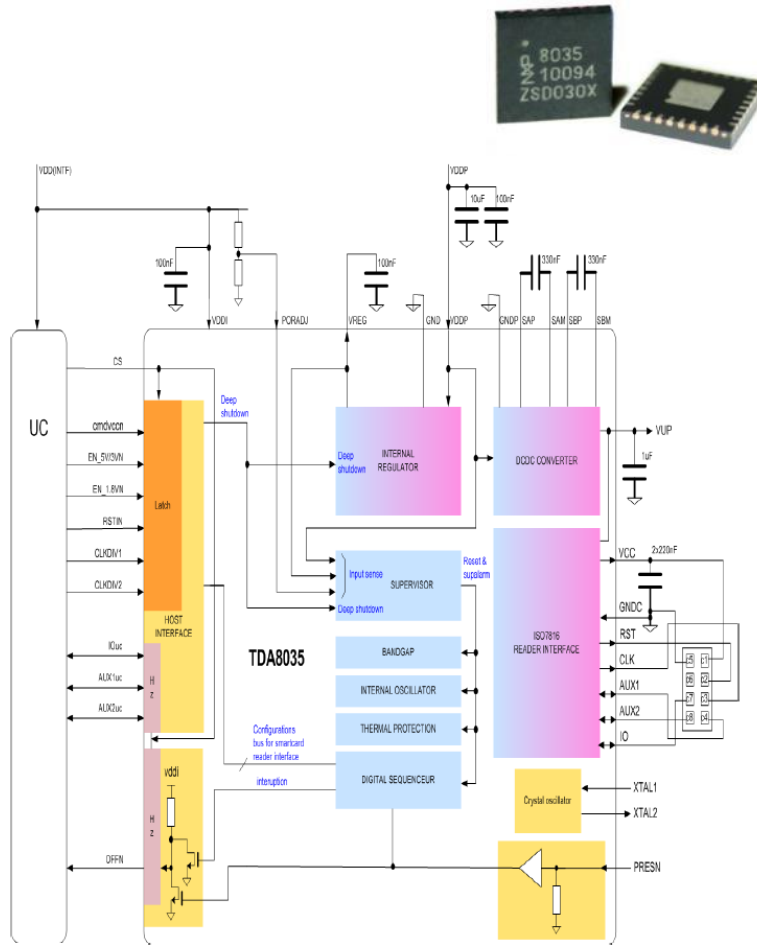 NXP
8035
10094
ZSD030X
VDD(INTF)
VDDP
10uF
100nF
100nF
100nF
330nF
330nF
VDDI
PORADJ
VREG
GND
VDDP
GNDP
SAP
SAM
SBP
SBM
UC
CS
cmdvccn
EN_5V/3VN
EN_1.8VN
RSTIN
CLKDIV1
CLKDIV2
IOuc
AUX1uc
AUX2uc
OFFN
Latch
HOST
INTERFACE
H
z
H
z
vddi
Deep
shutdown
Deep
shutdown
INTERNAL
REGULATOR
DCDC CONVERTER
VUP
1uF
Input sense
SUPERVISOR
Reset &
supalarm
Deep shutdown
TDA8035
BANDGAP
INTERNAL OSCILLATOR
THERMAL PROTECTION
DIGITAL SEQUENCEUR
Configurations
bus for smartcard
reader interface
interuption
ISO7816
READER INTERFACE
VCC
2x220nF
GNDC
RST
CLK
AUX1
AUX2
IO
c5
c1
c6
c2
c7
c3
c8
c4
Crystal oscillator
XTAL1
XTAL2
PRESN